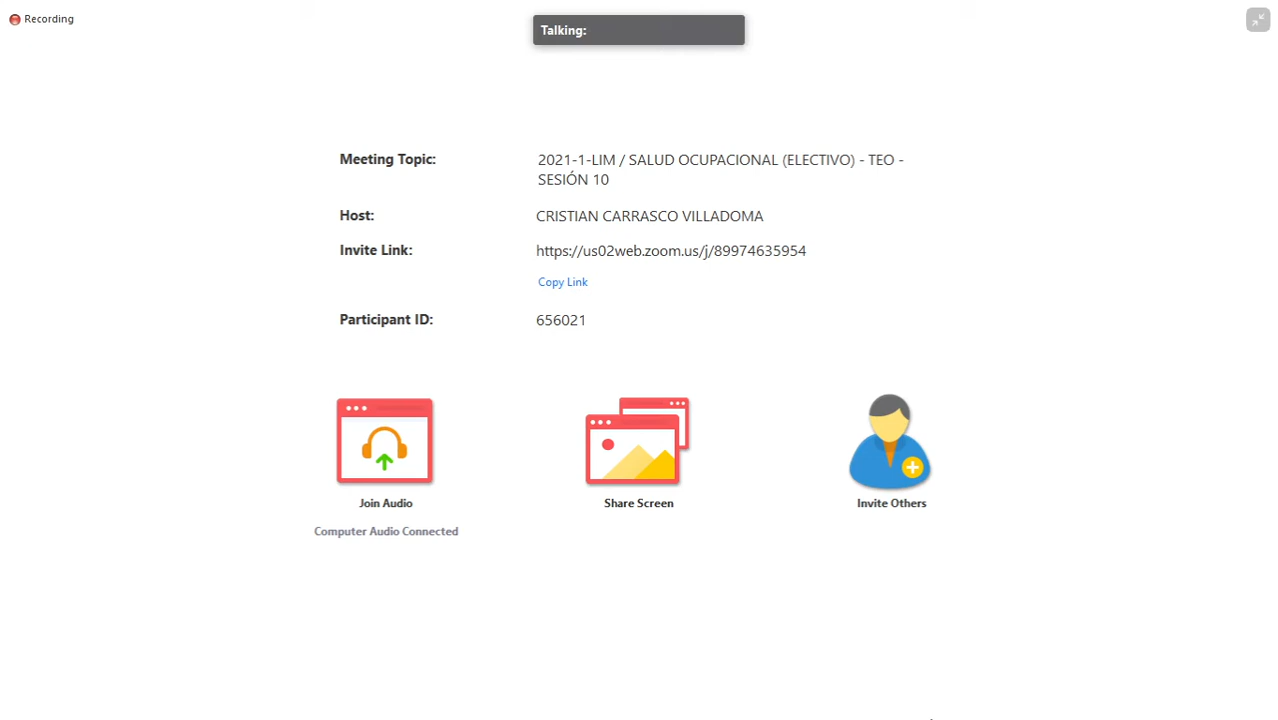 Recording
Talking:
Meeting Topic: 2021-1-LIM / SALUD OCUPACIONAL (ELECTIVO) - TEO -
SESIÓN 10
Host: CRISTIAN CARRASCO VILLADOMA
Invite Link: https://us02web.zoom.us/j/89974635954
Copy Link
Participant ID: 656021
Join Audio
Share Screen
Invite Others
Computer Audio Connected